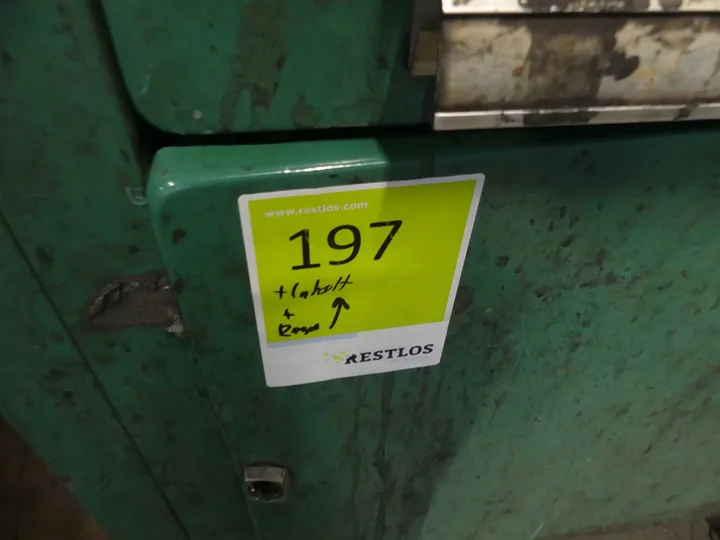 www.restlos.com
197
+ Inhalt
+
RESTLOS